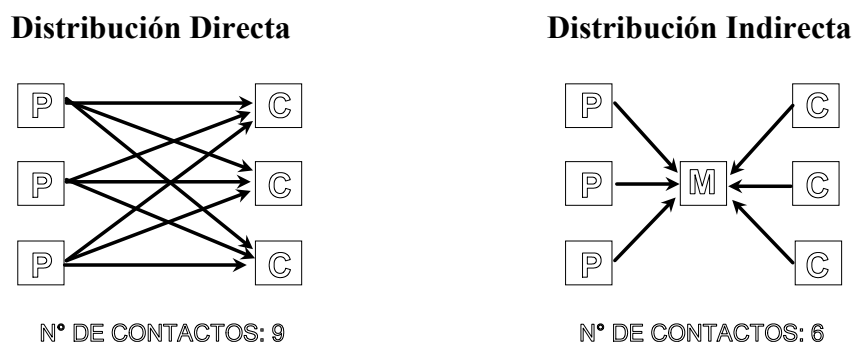 Distribución Directa
Distribución Indirecta
P C
P C
P C
P C
P M C
P C
N° DE CONTACTOS: 9
N° DE CONTACTOS: 6